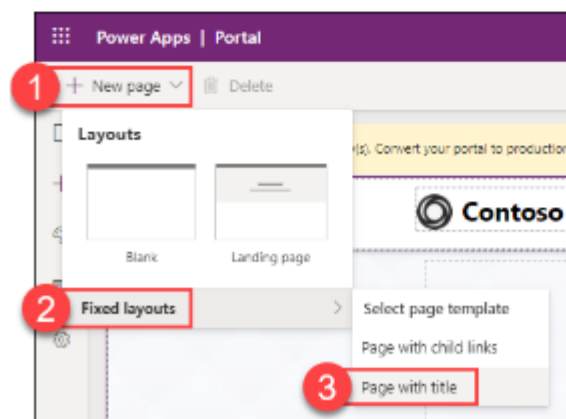 Power Apps | Portal
1
New page
Delete
Layouts
(s). Convert your portal to production
Contoso
Blank
Landing page
2
Fixed layouts
Select page template
Page with child links
3
Page with title